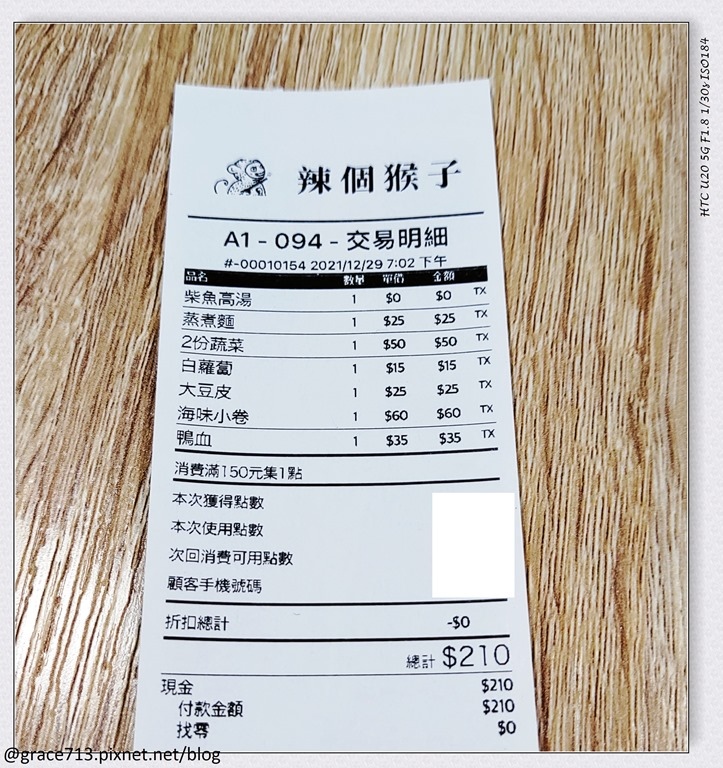 辣個猴子
A1 - 094 - 交易明細
#-00010154 2021/12/29 7:02 下午
品名 數量 單價 金額
柴魚高湯 1 $0 $0 TX
蒸煮麵 1 $25 $25 TX
2份蔬菜 1 $50 $50 TX
白蘿蔔 1 $15 $15 TX
大豆皮 1 $25 $25 TX
海味小卷 1 $60 $60 TX
鴨血 1 $35 $35 TX
消費滿150元集1點
本次獲得點數
本次使用點數
次回消費可用點數
顧客手機號碼
折扣總計 -$0
總計 $210
現金 $210
付款金額 $210
找零 $0
@grace713.pixnet.net/blog
HTC U20 5G F1.8 1/30s ISO184